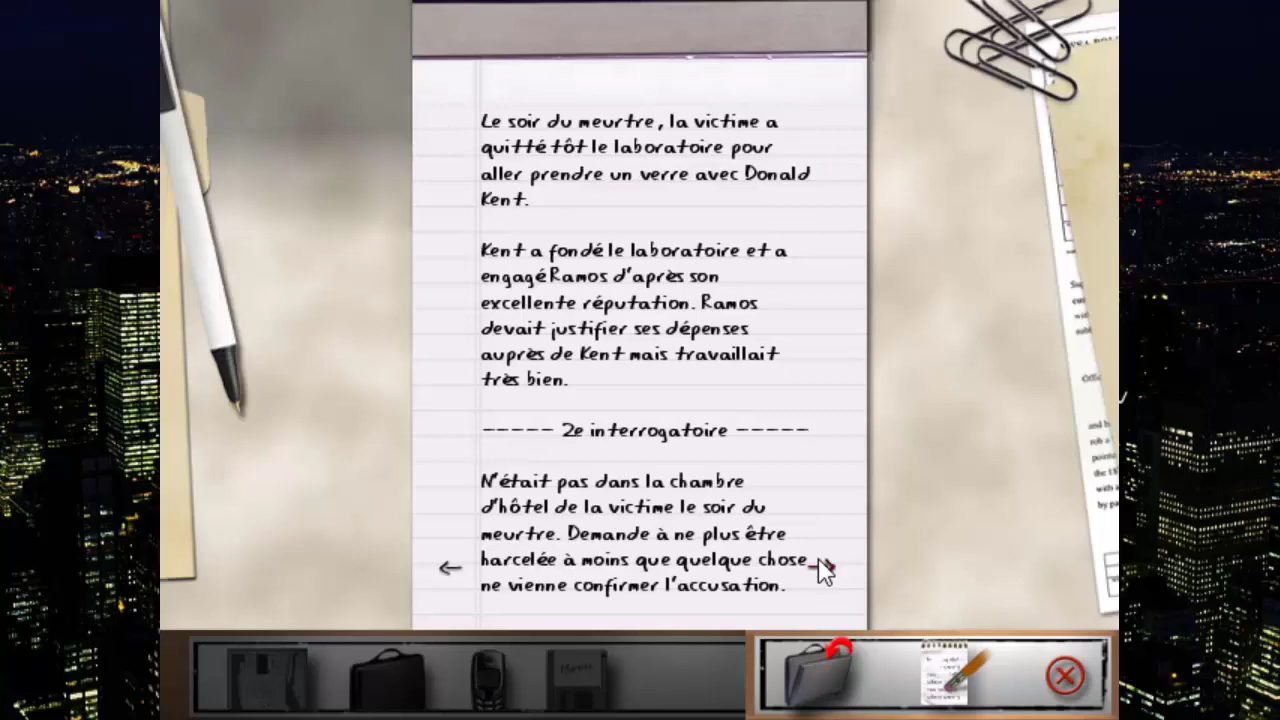 Le soir du meurtre, la victime a
quitté tôt le laboratoire pour
aller prendre un verre avec Donald
Kent.
Kent a fondé le laboratoire et a
engagé Ramos d'après son
excellente réputation. Ramos
devait justifier ses dépenses
auprès de Kent mais travaillait
très bien.
----- 2e interrogatoire -----
N'était pas dans la chambre
d'hôtel de la victime le soir du
meurtre. Demande à ne plus être
harcelée à moins que quelque chose
ne vienne confirmer l'accusation.